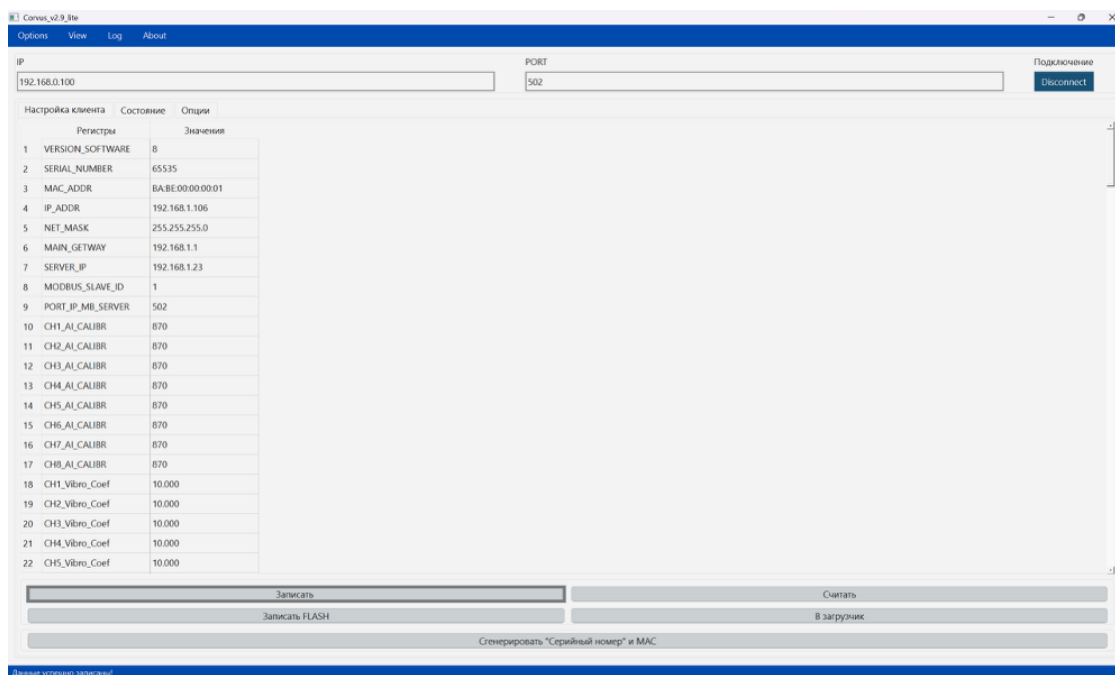 Corvus_v2.9_lite
Options View Log About
IP PORT Подключение
192.168.0.100 502 Disconnect
Настройка клиента Состояние Опции
Регистры Значения
1 VERSION_SOFTWARE 8
2 SERIAL_NUMBER 65535
3 MAC_ADDR BA:BE:00:00:00:01
4 IP_ADDR 192.168.1.106
5 NET_MASK 255.255.255.0
6 MAIN_GETWAY 192.168.1.1
7 SERVER_IP 192.168.1.23
8 MODBUS_SLAVE_ID 1
9 PORT_IP_MB_SERVER 502
10 CH1_AI_CALIBR 870
11 CH2_AI_CALIBR 870
12 CH3_AI_CALIBR 870
13 CH4_AI_CALIBR 870
14 CH5_AI_CALIBR 870
15 CH6_AI_CALIBR 870
16 CH7_AI_CALIBR 870
17 CH8_AI_CALIBR 870
18 CH1_Vibro_Coef 10.000
19 CH2_Vibro_Coef 10.000
20 CH3_Vibro_Coef 10.000
21 CH4_Vibro_Coef 10.000
22 CH5_Vibro_Coef 10.000
Записать Считать
Записать FLASH В загрузчик
Сгенерировать "Серийный номер" и MAC
Данные успешно записаны!